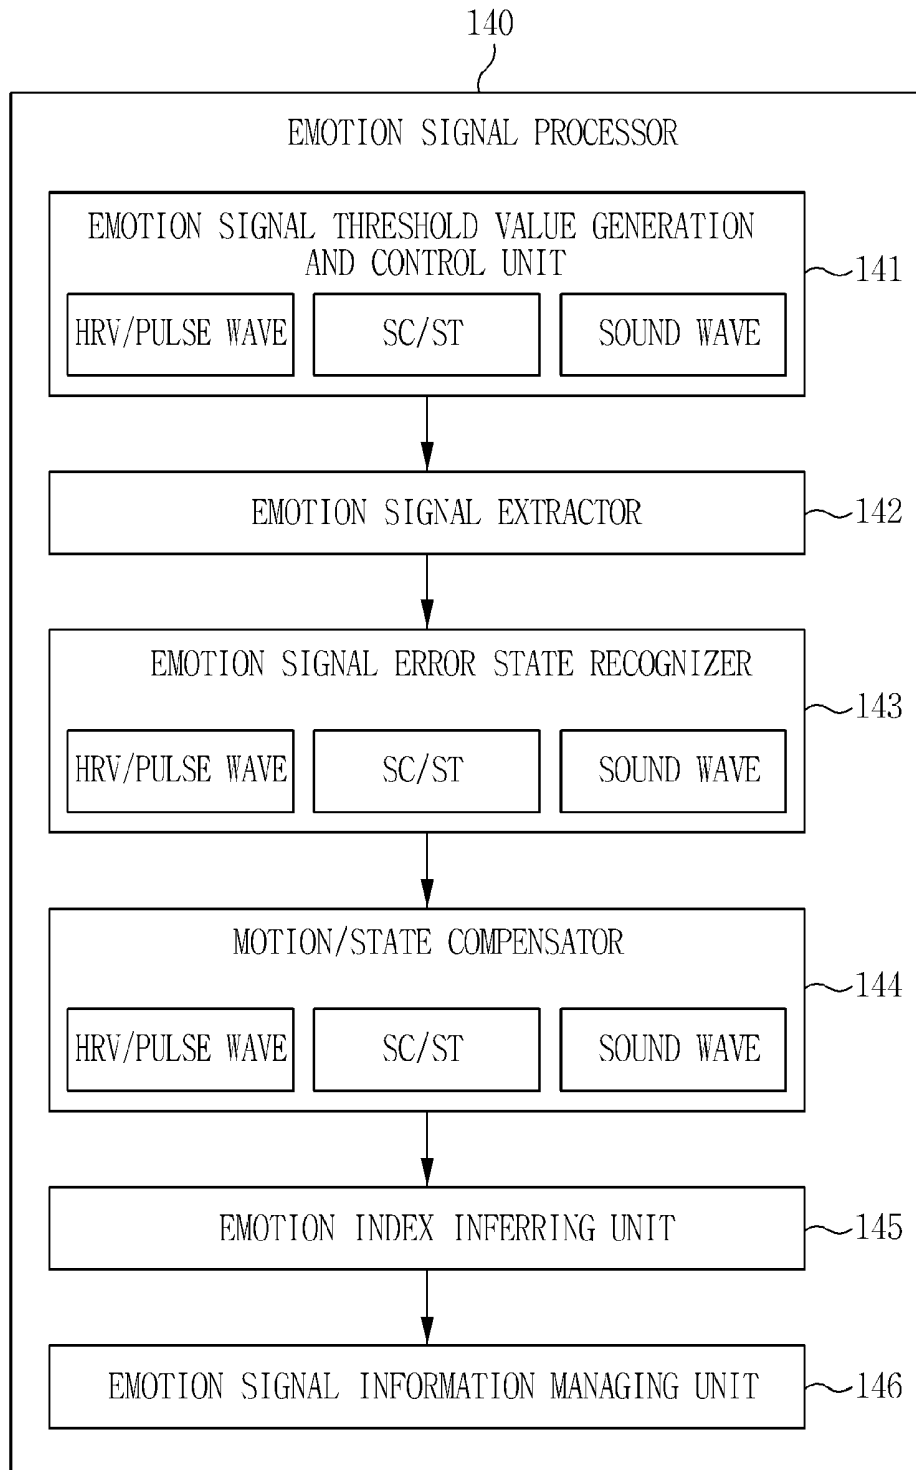 140
EMOTION SIGNAL PROCESSOR
EMOTION SIGNAL THRESHOLD VALUE GENERATION
AND CONTROL UNIT
141
HRV/PULSE WAVE
SC/ST
SOUND WAVE
EMOTION SIGNAL EXTRACTOR
142
EMOTION SIGNAL ERROR STATE RECOGNIZER
143
HRV/PULSE WAVE
SC/ST
SOUND WAVE
MOTION/STATE COMPENSATOR
144
HRV/PULSE WAVE
SC/ST
SOUND WAVE
EMOTION INDEX INFERRING UNIT
145
EMOTION SIGNAL INFORMATION MANAGING UNIT
146